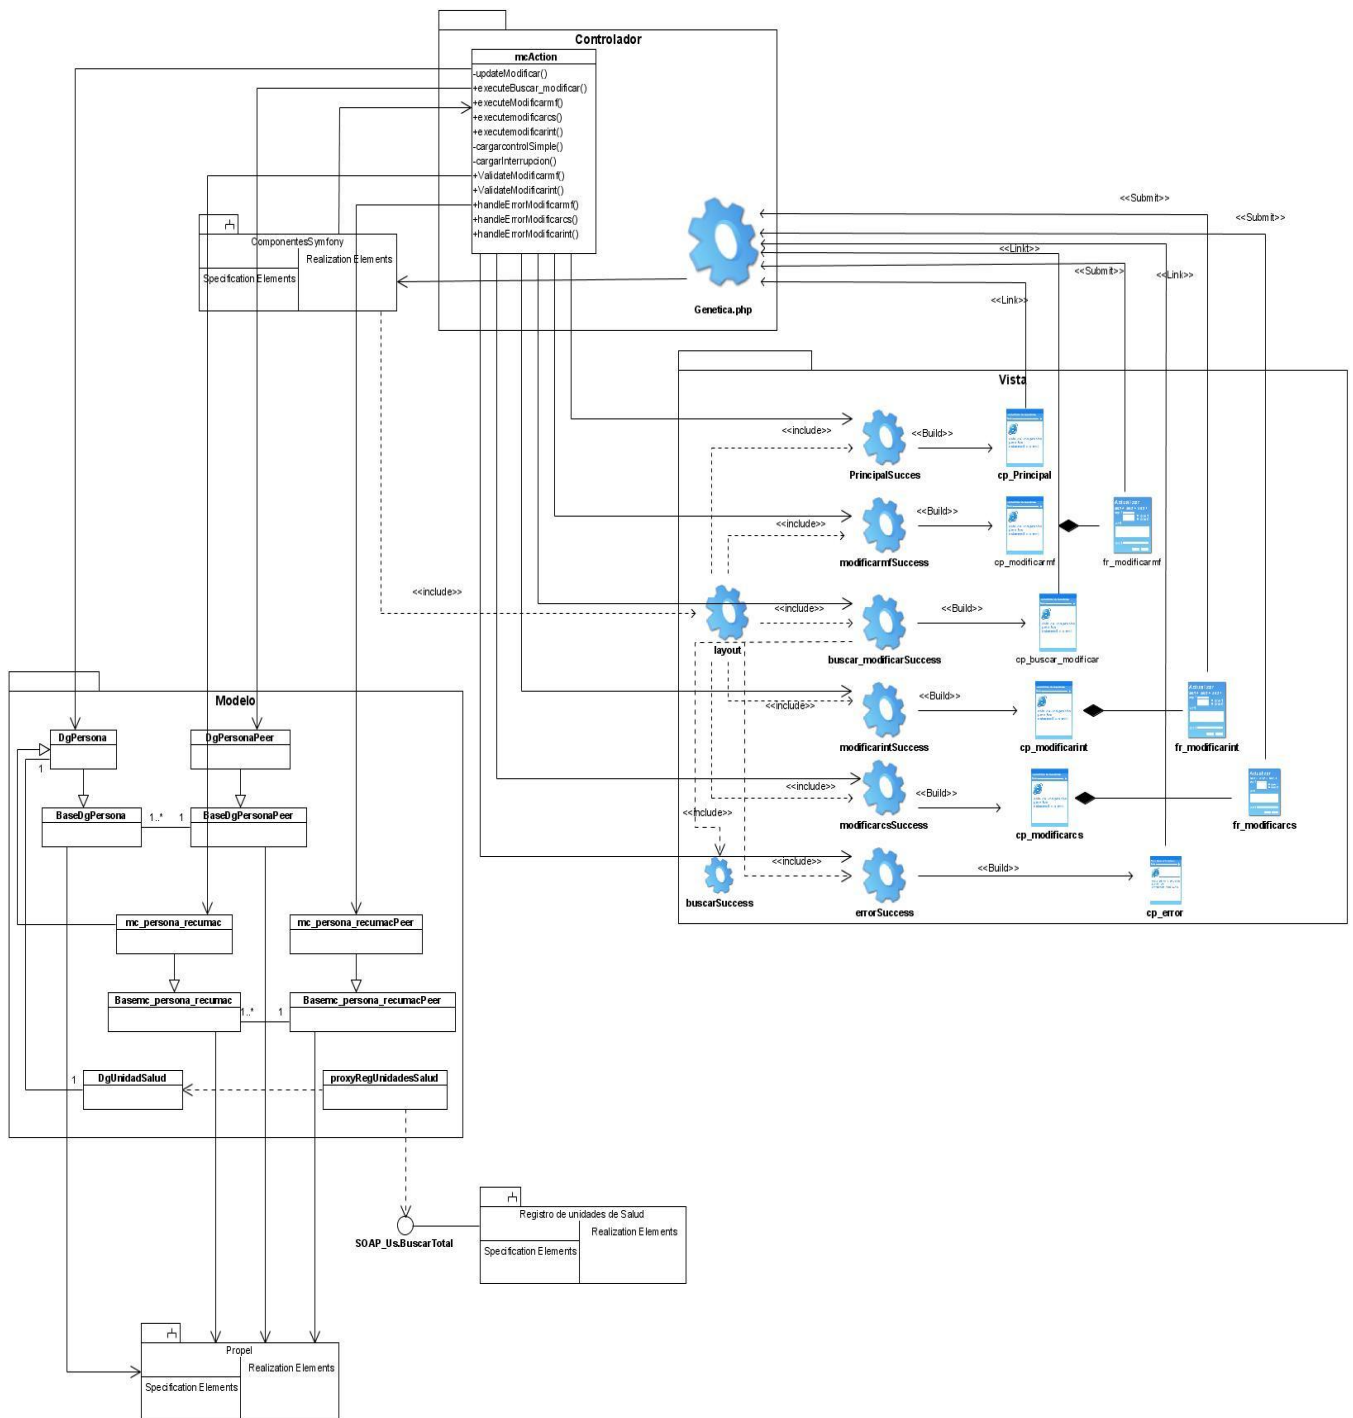 Controlador
mcAction
-updateModificar()
+executeBuscar_modificar()
+executeModificarmf()
+executemodificarcs()
+executemodificarint()
-cargarcontrolSimple()
-cargarInterrupcion()
+ValidateModificarmf()
+ValidateModificarint()
+handleErrorModificarmf()
+handleErrorModificarcs()
+handleErrorModificarint()
Genetica.php
<<Submit>>
<<Submit>>
<<Linkt>>
<<Submit>>
<<Link>>
<<Link>>
ComponentesSymfony
Realization Elements
Specification Elements
Vista
<<include>>
<<Build>>
PrincipalSucces
cp_Principal
<<include>>
<<Build>>
modificarmfSuccess
cp_modificarmf
fr_modificarmf
<<include>>
<<include>>
<<Build>>
layout
buscar_modificarSuccess
cp_buscar_modificar
<<include>>
<<Build>>
modificarintSuccess
cp_modificarint
fr_modificarint
<<include>>
<<Build>>
<<include>>
modificarcsSuccess
cp_modificarcs
fr_modificarcs
<<include>>
<<Build>>
buscarSuccess
errorSuccess
cp_error
Modelo
DgPersona
DgPersonaPeer
1
BaseDgPersona
1..*
1
BaseDgPersonaPeer
mc_persona_recumac
mc_persona_recumacPeer
Basemc_persona_recumac
1..*
1
Basemc_persona_recumacPeer
1
DgUnidadSalud
proxyRegUnidadesSalud
SOAP_Us.BuscarTotal
Registro de unidades de Salud
Realization Elements
Specification Elements
Propel
Realization Elements
Specification Elements